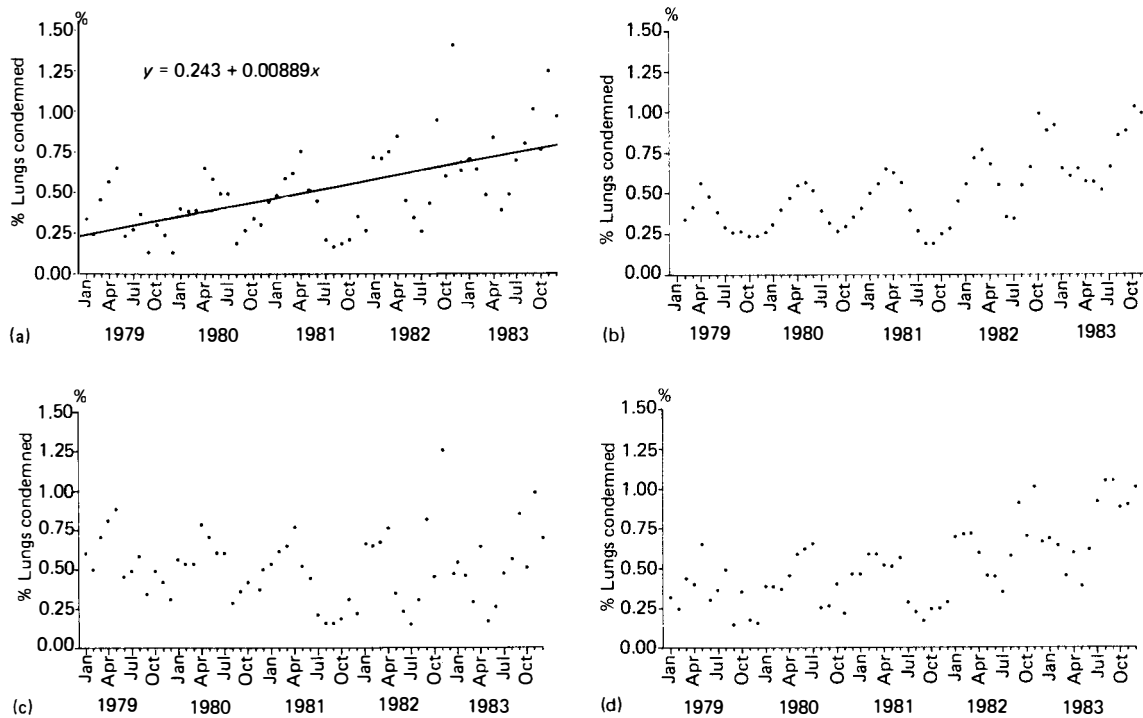 %
1.50
1.25
1.00
0.75
0.50
0.25
0.00
% Lungs condemned
y = 0.243 + 0.00889x
Jan Apr Jul Oct Jan Apr Jul Oct Jan Apr Jul Oct Jan Apr Jul Oct Jan Apr Jul Oct
(a) 1979 1980 1981 1982 1983
%
1.50
1.25
1.00
0.75
0.50
0.25
0.00
% Lungs condemned
Jan Apr Jul Oct Jan Apr Jul Oct Jan Apr Jul Oct Jan Apr Jul Oct Jan Apr Jul Oct
(b) 1979 1980 1981 1982 1983
%
1.50
1.25
1.00
0.75
0.50
0.25
0.00
% Lungs condemned
Jan Apr Jul Oct Jan Apr Jul Oct Jan Apr Jul Oct Jan Apr Jul Oct Jan Apr Jul Oct
(c) 1979 1980 1981 1982 1983
%
1.50
1.25
1.00
0.75
0.50
0.25
0.00
% Lungs condemned
Jan Apr Jul Oct Jan Apr Jul Oct Jan Apr Jul Oct Jan Apr Jul Oct Jan Apr Jul Oct
(d) 1979 1980 1981 1982 1983